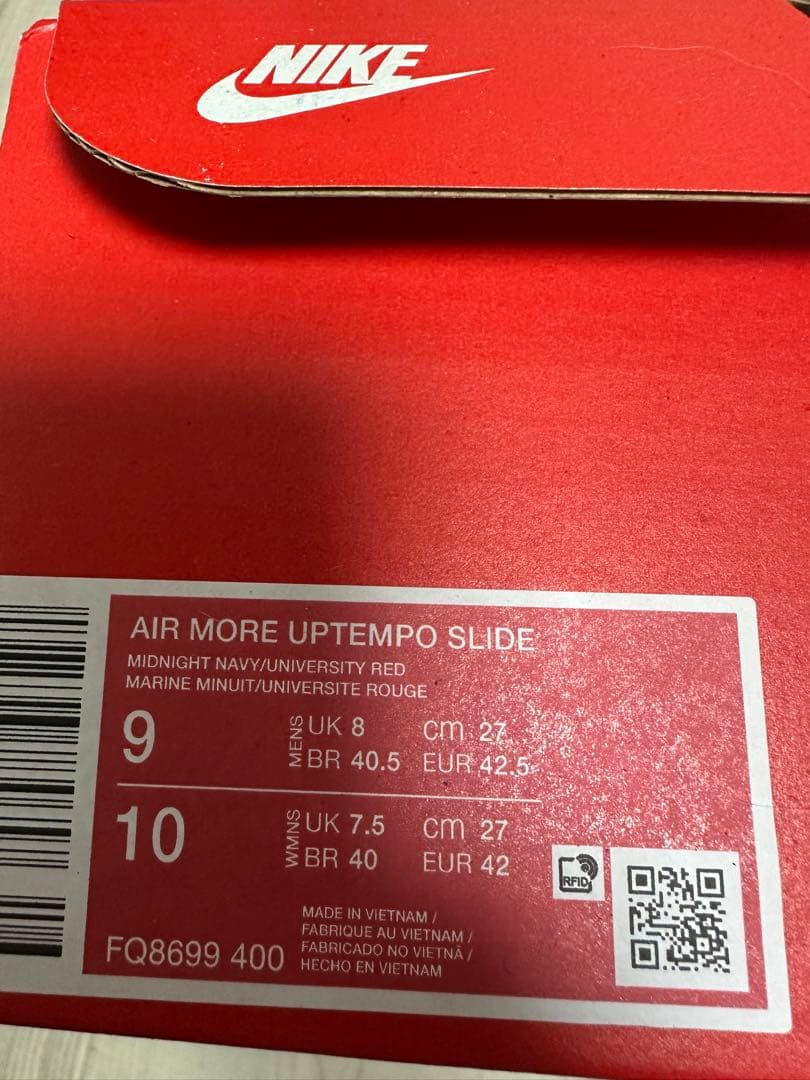 NIKE
AIR MORE UPTEMPO SLIDE
MIDNIGHT NAVY/UNIVERSITY RED
MARINE MINUIT/UNIVERSITE ROUGE
9 MENS UK 8 cm 27
BR 40.5 EUR 42.5
10 WMNS UK 7.5 cm 27
BR 40 EUR 42
RFID
MADE IN VIETNAM /
FABRIQUE AU VIETNAM /
FABRICADO NO VIETNÃ /
HECHO EN VIETNAM
FQ8699 400